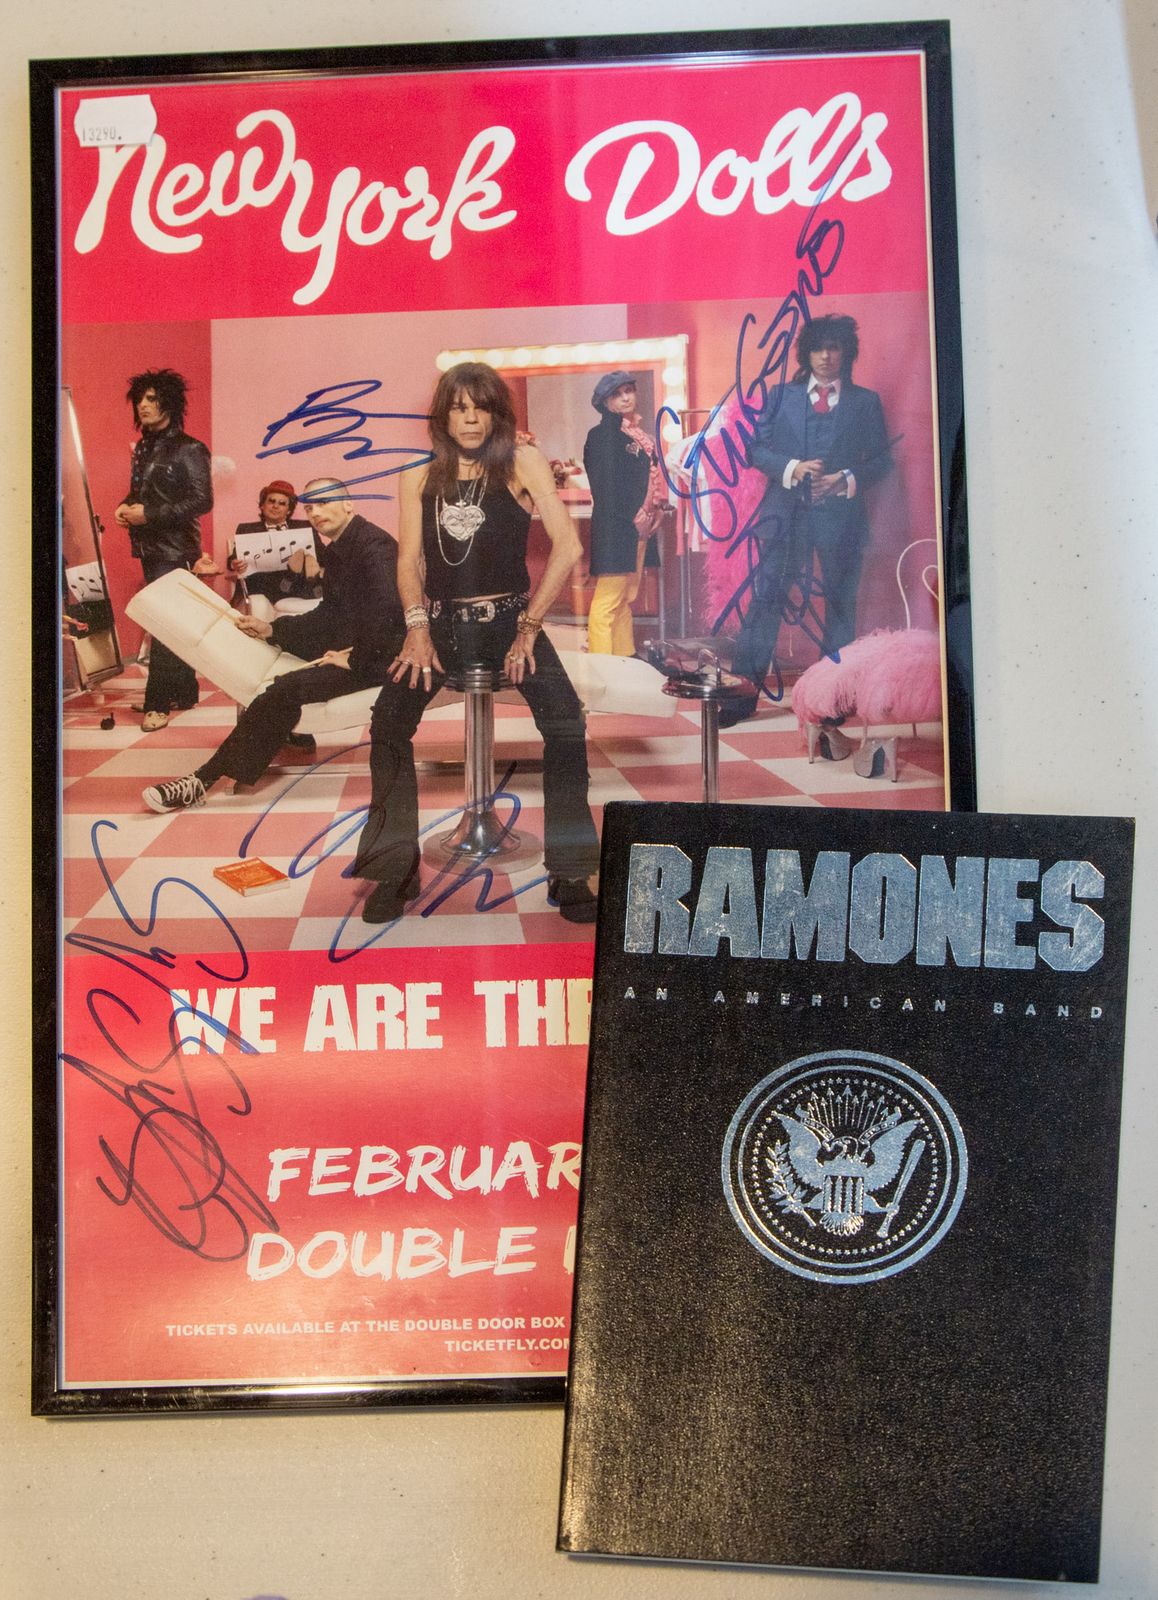 13290.
New York Dolls
WE ARE THE
FEBRUAR
DOUBLE
TICKETS AVAILABLE AT THE DOUBLE DOOR BOX
TICKETFLY.COM
RAMONES
AN AMERICAN BAND